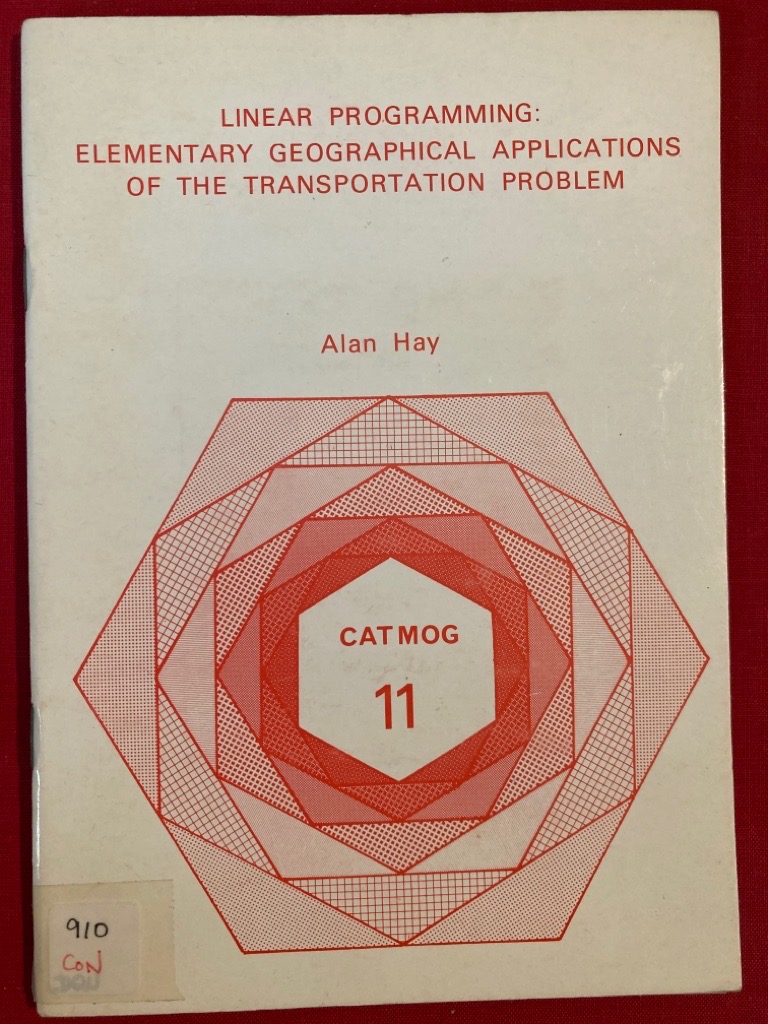 LINEAR PROGRAMMING:
ELEMENTARY GEOGRAPHICAL APPLICATIONS
OF THE TRANSPORTATION PROBLEM
Alan Hay
CATMOG
11
910
CON